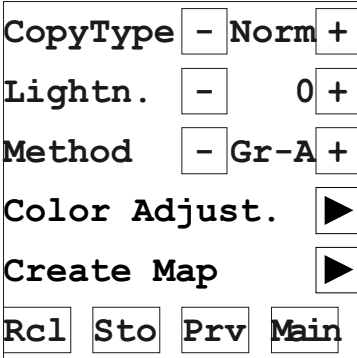 CopyType - Norm +
Lightn. - 0 +
Method - Gr-A +
Color Adjust. ▶
Create Map ▶
Rcl Sto Prv Main